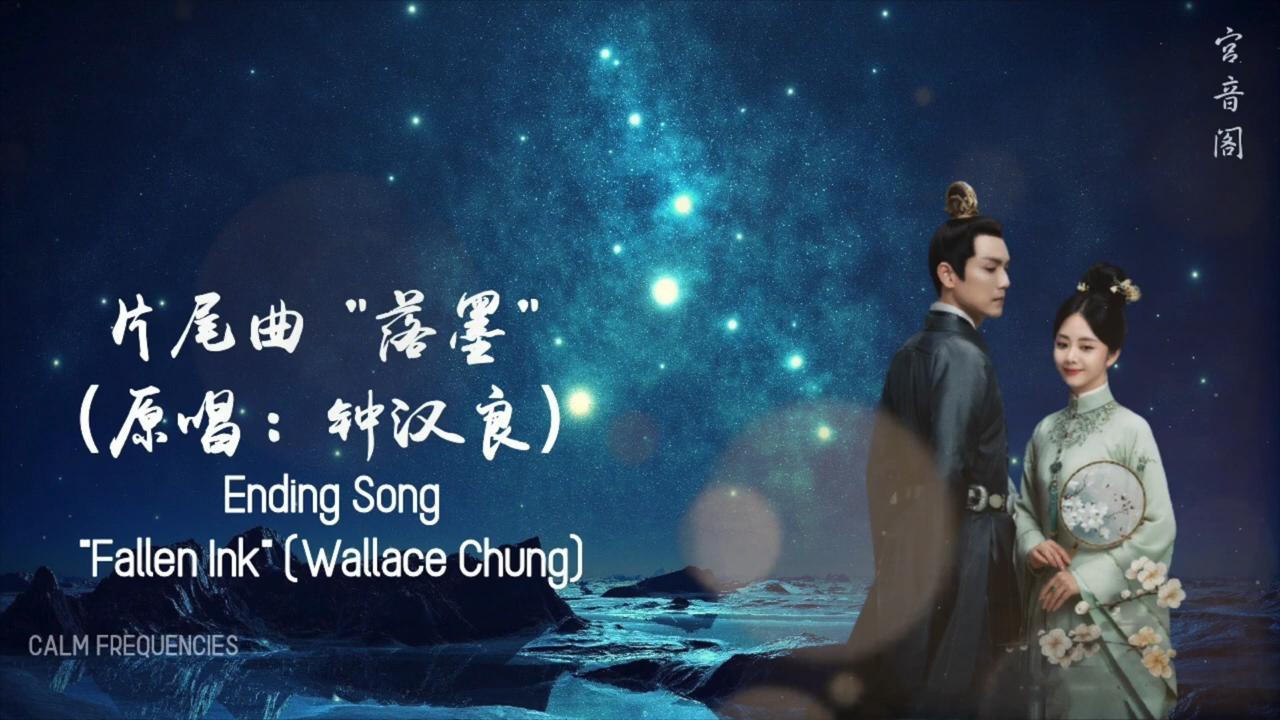 片尾曲 "落墨"
(原唱：钟汉良)
Ending Song
"Fallen Ink" (Wallace Chung)
CALM FREQUENCIES
宫音阁